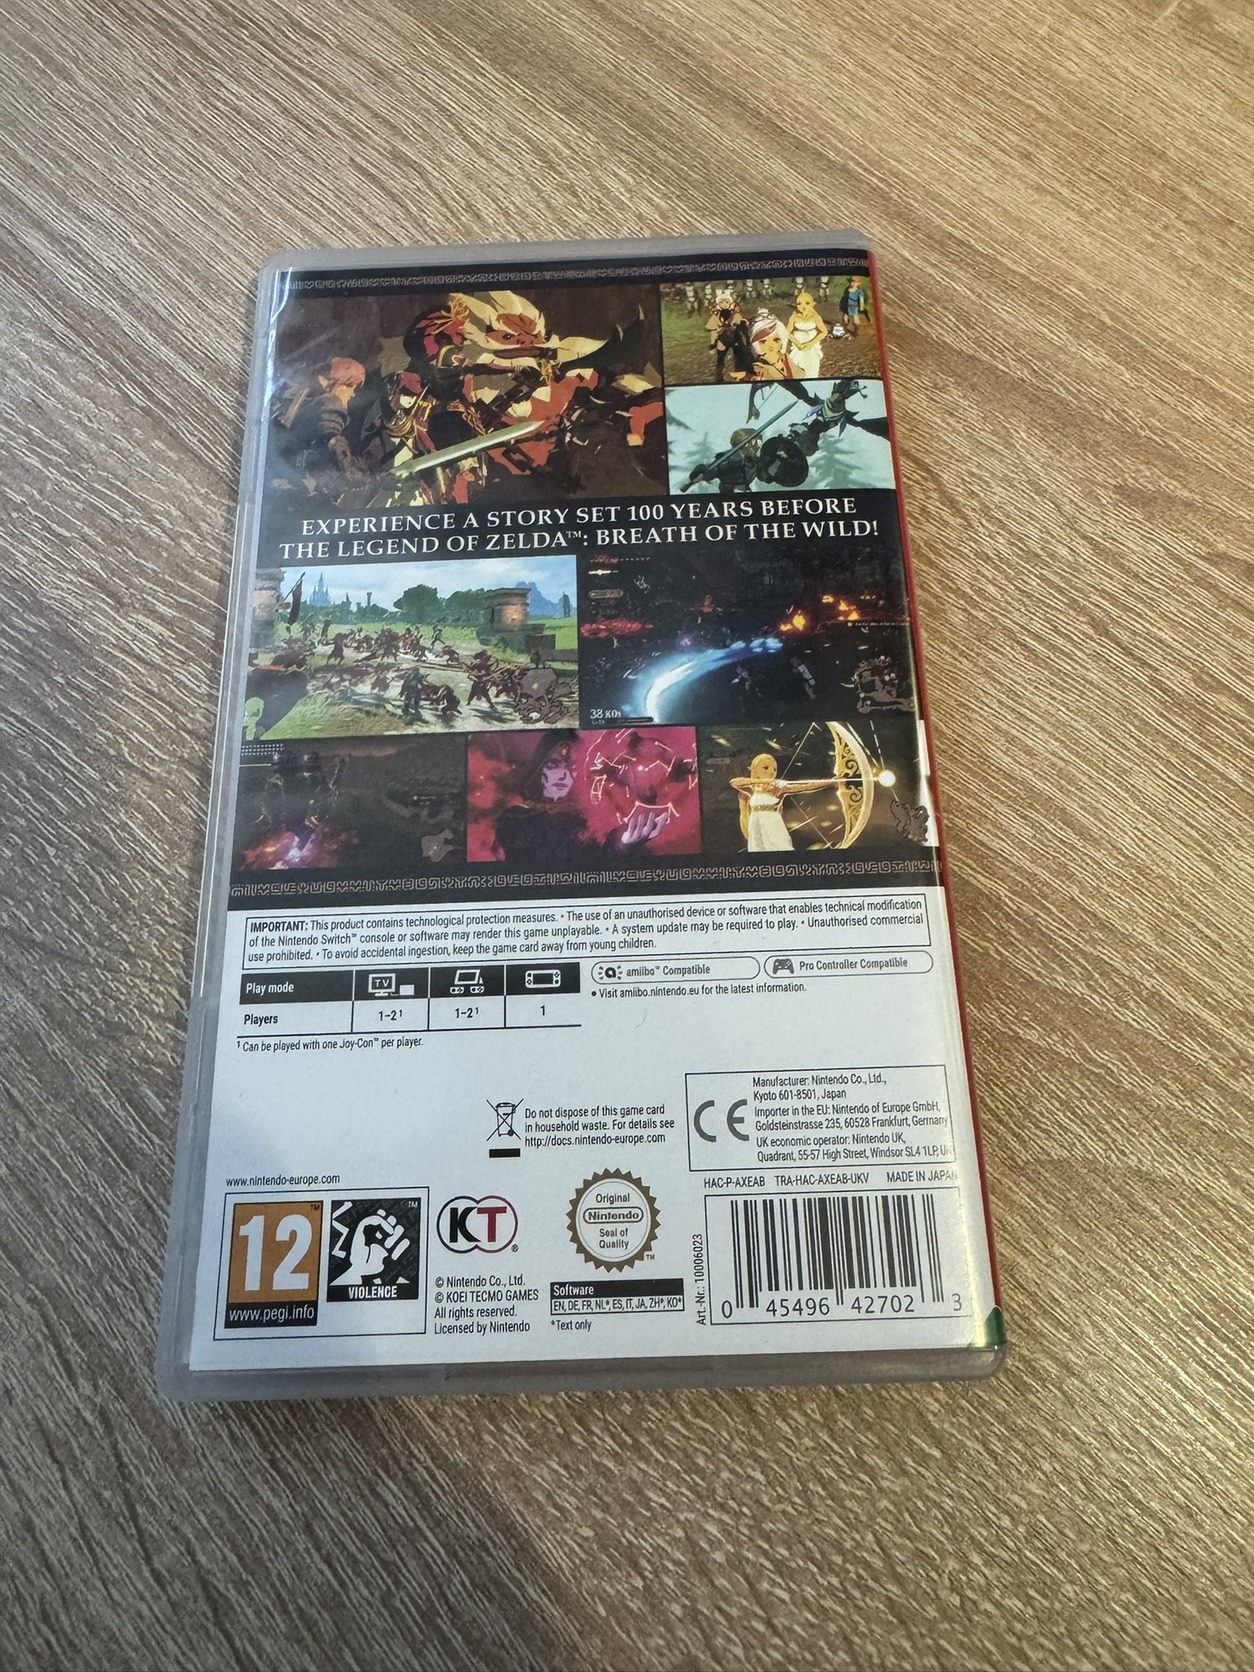 EXPERIENCE A STORY SET 100 YEARS BEFORE
THE LEGEND OF ZELDA™: BREATH OF THE WILD!
38 KOs
IMPORTANT: This product contains technological protection measures. • The use of an unauthorised device or software that enables technical modification
of the Nintendo Switch™ console or software may render this game unplayable. • A system update may be required to play. • Unauthorised commercial
use prohibited. • To avoid accidental ingestion, keep the game card away from young children.
Play mode TV
Players 1-2¹ 1-2¹ 1
¹ Can be played with one Joy-Con™ per player.
amiibo™ Compatible
Pro Controller Compatible
• Visit amiibo.nintendo.eu for the latest information.
Do not dispose of this game card
in household waste. For details see
http://docs.nintendo-europe.com
CE
Manufacturer: Nintendo Co., Ltd.,
Kyoto 601-8501, Japan
Importer in the EU: Nintendo of Europe GmbH,
Goldsteinstrasse 235, 60528 Frankfurt, Germany
UK economic operator: Nintendo UK,
Quadrant, 55-57 High Street, Windsor SL4 1LP, UK
HAC-P-AXEAB TRA-HAC-AXEAB-UKV MADE IN JAPAN
www.nintendo-europe.com
12™
www.pegi.info
™
VIOLENCE
KT®
© Nintendo Co., Ltd.
© KOEI TECMO GAMES
All rights reserved.
Licensed by Nintendo
Original
Nintendo
Seal of
Quality
™
Software
EN, DE, FR, NL*, ES, IT, JA, ZH*, KO*
*Text only
Art.-Nr.: 10006023
0 45496 42702 3